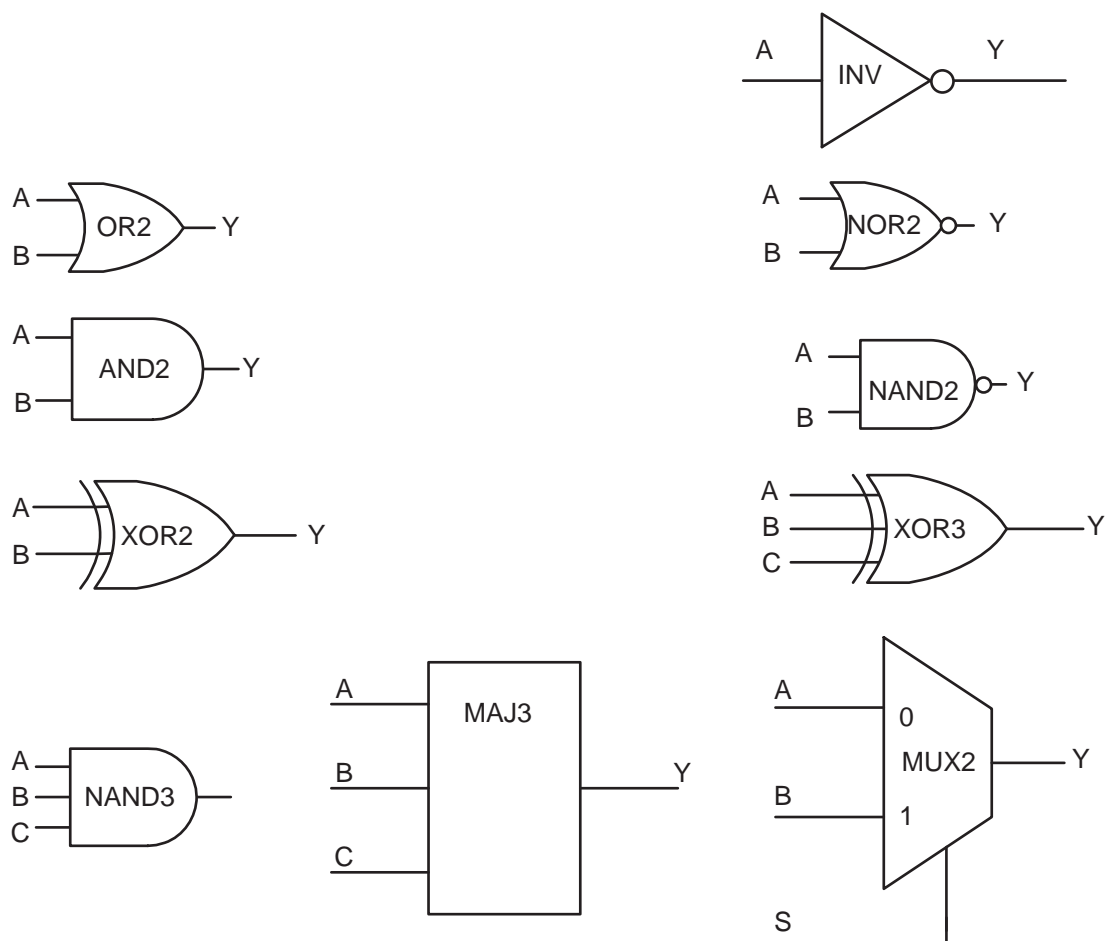 A INV Y
A OR2 Y
B
A NOR2 Y
B
A AND2 Y
B
A NAND2 Y
B
A XOR2 Y
B
A XOR3 Y
B
C
A
B NAND3
C
A MAJ3
B Y
C
A 0
MUX2 Y
B 1
S